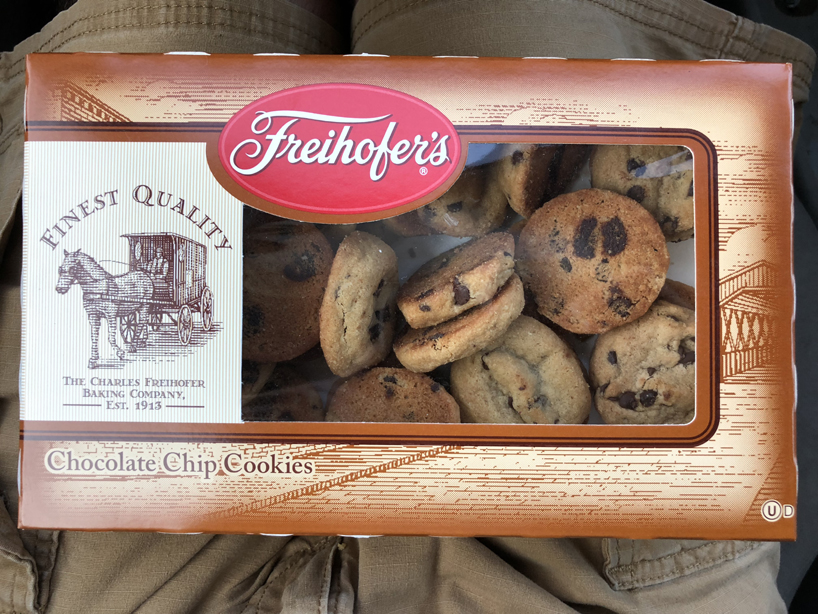 Freihofer's®
FINEST QUALITY
THE CHARLES FREIHOFER
BAKING COMPANY,
EST. 1913
Chocolate Chip Cookies
U D